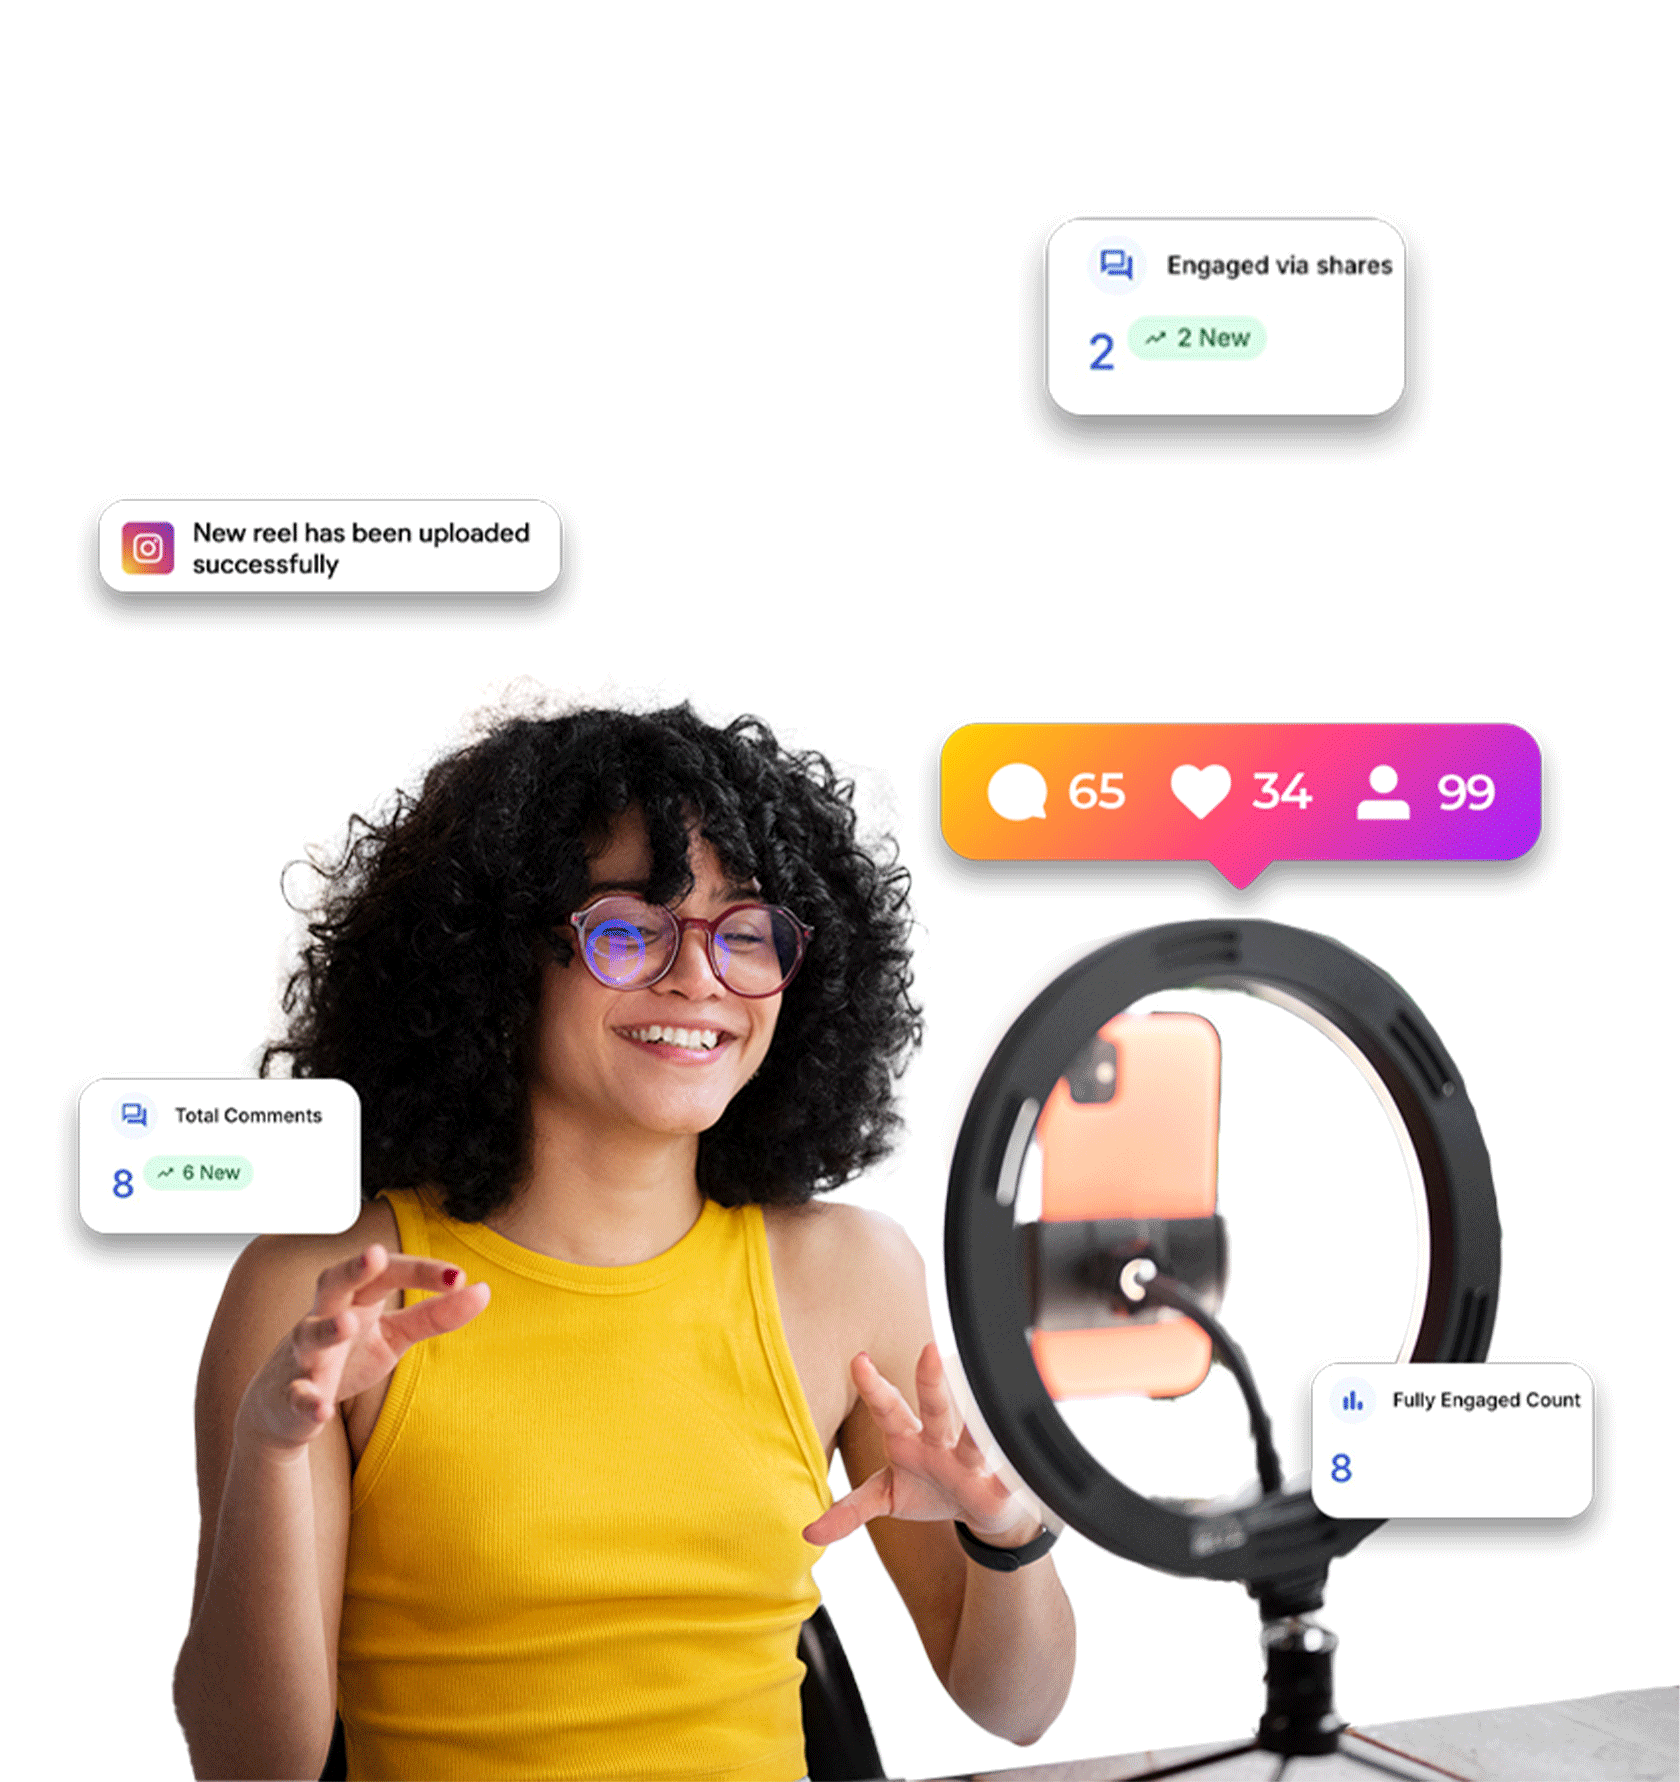 Engaged via shares
2
2 New
New reel has been uploaded
successfully
65
34
99
Total Comments
8
6 New
Fully Engaged Count
8